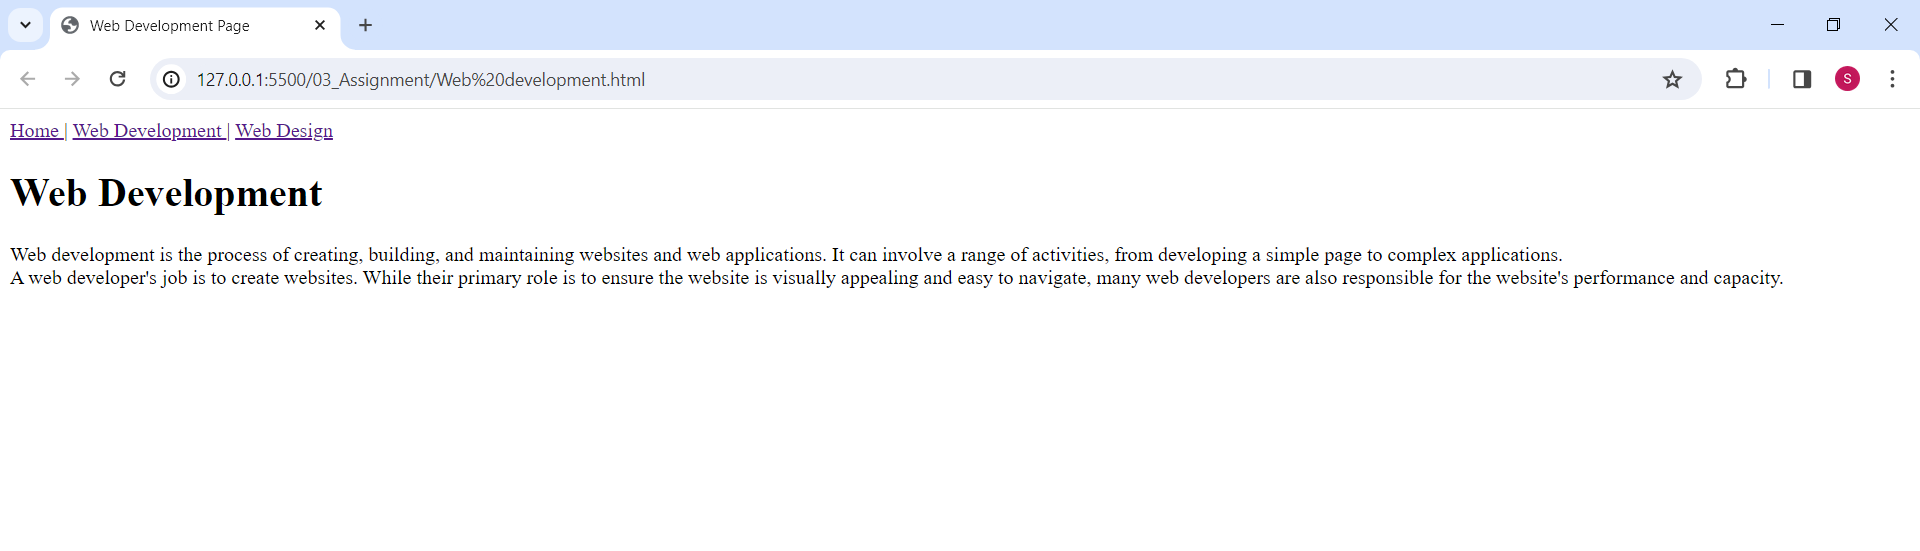 Web Development Page
127.0.0.1:5500/03_Assignment/Web%20development.html
S
Home | Web Development | Web Design
Web Development
Web development is the process of creating, building, and maintaining websites and web applications. It can involve a range of activities, from developing a simple page to complex applications.
A web developer's job is to create websites. While their primary role is to ensure the website is visually appealing and easy to navigate, many web developers are also responsible for the website's performance and capacity.